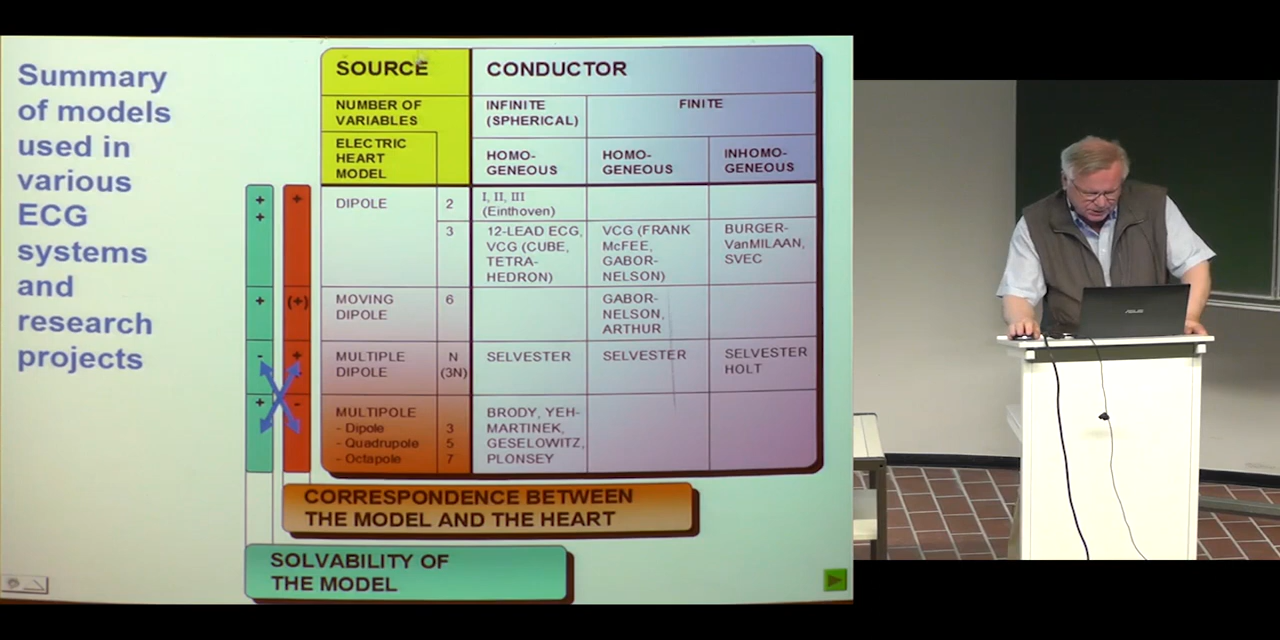 Summary
of models
used in
various
ECG
systems
and
research
projects
SOURCE
CONDUCTOR
NUMBER OF
VARIABLES
INFINITE
(SPHERICAL)
FINITE
ELECTRIC
HEART
MODEL
HOMO-
GENEOUS
HOMO-
GENEOUS
INHOMO-
GENEOUS
+
+
+
DIPOLE
2
I, II, III
(Einthoven)
3
12-LEAD ECG,
VCG (CUBE,
TETRA-
HEDRON)
VCG (FRANK
McFEE,
GABOR-
NELSON)
BURGER-
VanMILAAN,
SVEC
+
(+)
MOVING
DIPOLE
6
GABOR-
NELSON,
ARTHUR
-
+
MULTIPLE
DIPOLE
N
(3N)
SELVESTER
SELVESTER
SELVESTER
HOLT
+
-
MULTIPOLE
- Dipole 3
- Quadrupole 5
- Octapole 7
BRODY, YEH-
MARTINEK,
GESELOWITZ,
PLONSEY
CORRESPONDENCE BETWEEN
THE MODEL AND THE HEART
SOLVABILITY OF
THE MODEL
ASUS